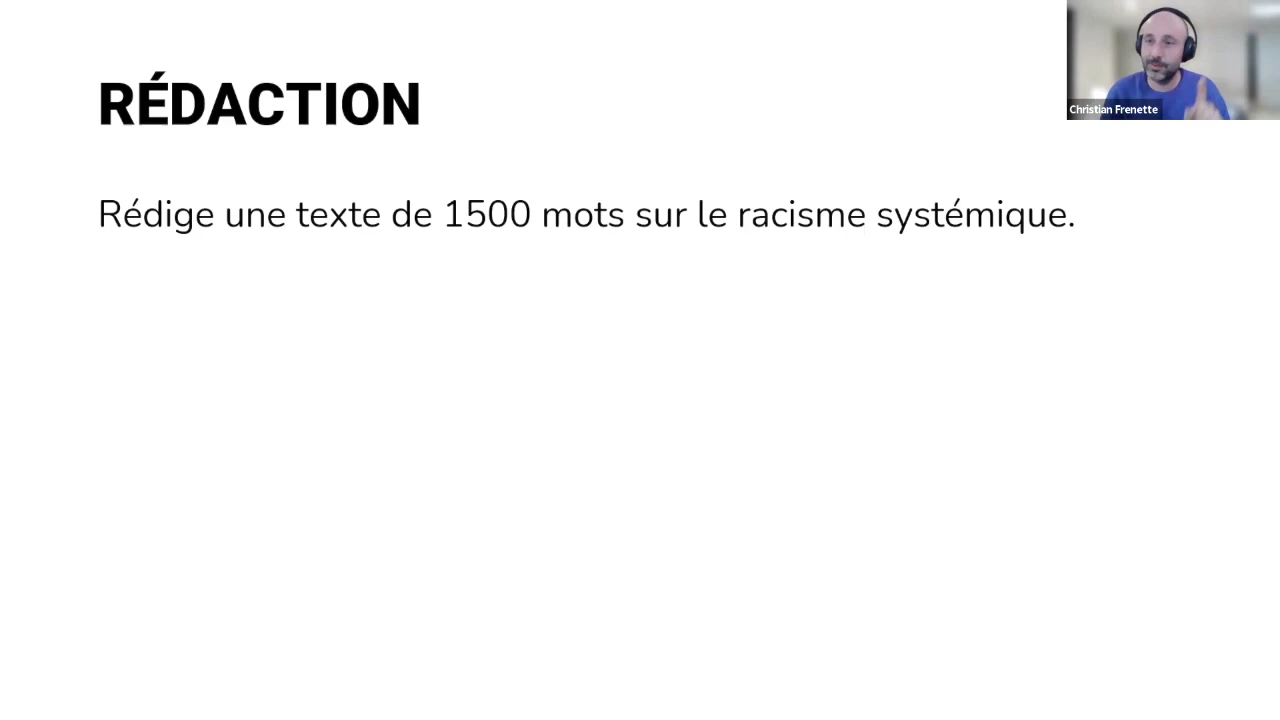 RÉDACTION
Christian Frenette
Rédige une texte de 1500 mots sur le racisme systémique.